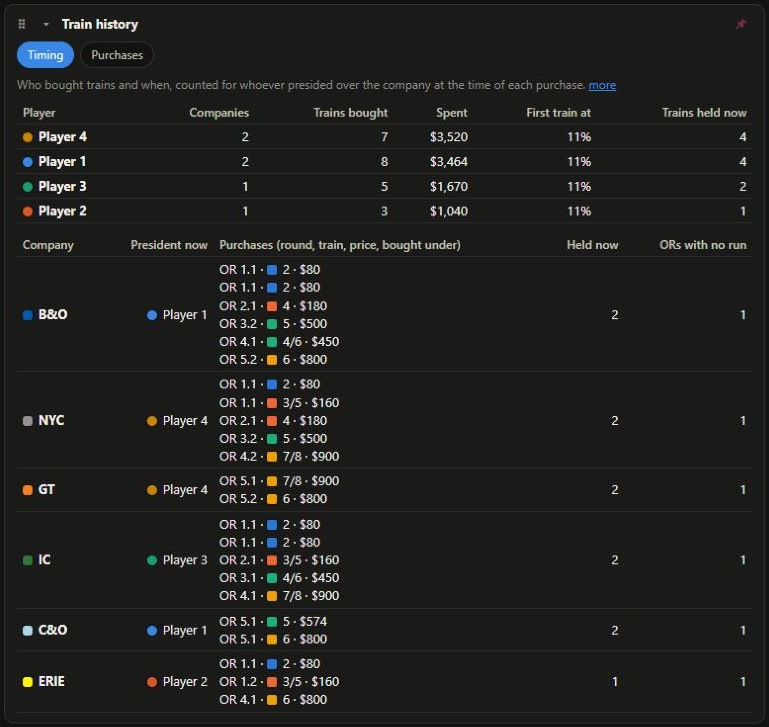 Train history
Timing Purchases
Who bought trains and when, counted for whoever presided over the company at the time of each purchase. more
Player Companies Trains bought Spent First train at Trains held now
Player 4 2 7 $3,520 11% 4
Player 1 2 8 $3,464 11% 4
Player 3 1 5 $1,670 11% 2
Player 2 1 3 $1,040 11% 1
Company President now Purchases (round, train, price, bought under) Held now ORs with no run
OR 1.1 · 2 · $80
OR 1.1 · 2 · $80
OR 2.1 · 4 · $180
B&O Player 1 OR 3.2 · 5 · $500 2 1
OR 4.1 · 4/6 · $450
OR 5.2 · 6 · $800
OR 1.1 · 2 · $80
OR 1.1 · 3/5 · $160
NYC Player 4 OR 2.1 · 4 · $180 2 1
OR 3.2 · 5 · $500
OR 4.2 · 7/8 · $900
GT Player 4 OR 5.1 · 7/8 · $900 2 1
OR 5.2 · 6 · $800
OR 1.1 · 2 · $80
OR 1.1 · 2 · $80
IC Player 3 OR 2.1 · 3/5 · $160 2 1
OR 3.1 · 4/6 · $450
OR 4.1 · 7/8 · $900
C&O Player 1 OR 5.1 · 5 · $574 2 1
OR 5.1 · 6 · $800
OR 1.1 · 2 · $80
ERIE Player 2 OR 1.2 · 3/5 · $160 1 1
OR 4.1 · 6 · $800